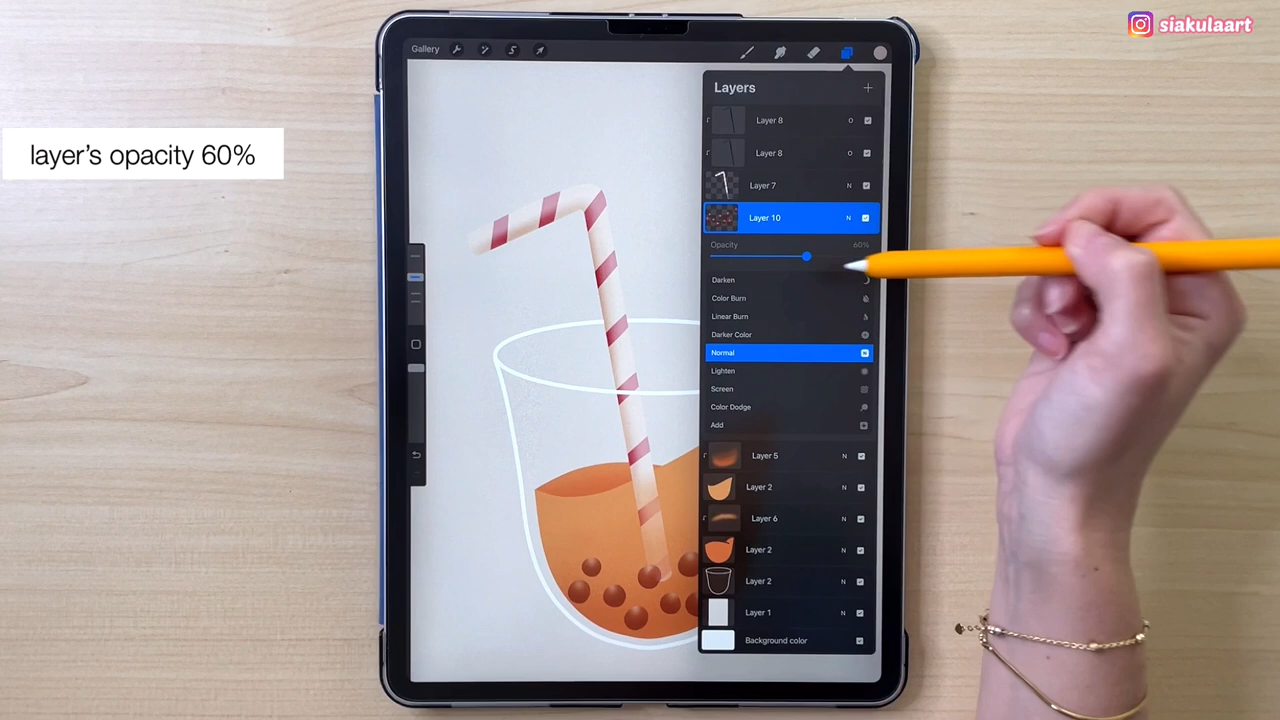 siakulaart
Gallery
layer's opacity 60%
Layers
Layer 8 O
Layer 8 O
Layer 7 N
Layer 10 N
Opacity 60%
Darken
Color Burn
Linear Burn
Darker Color
Normal N
Lighten
Screen
Color Dodge
Add
Layer 5 N
Layer 2 N
Layer 6 N
Layer 2 N
Layer 2 N
Layer 1 N
Background color